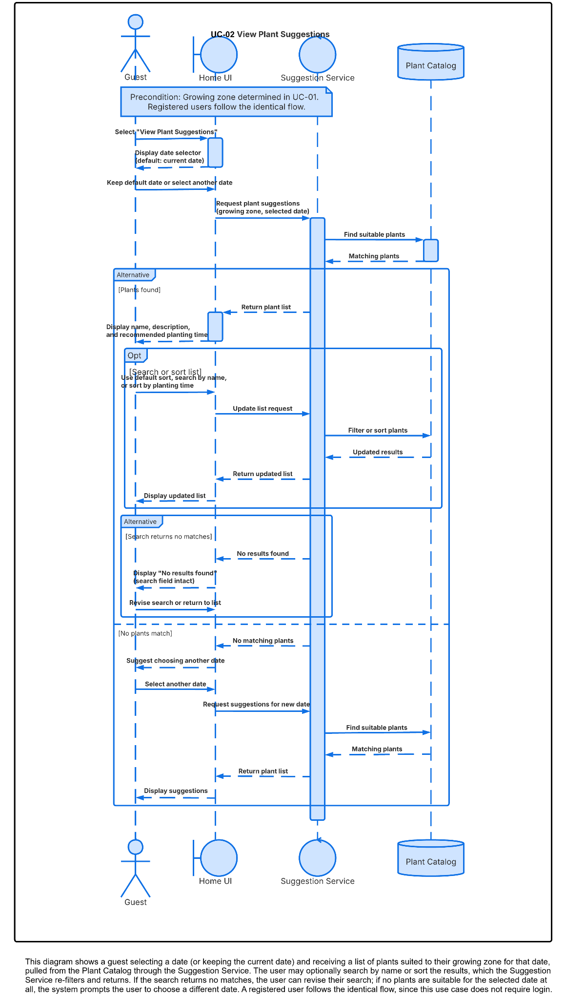 UC-02 View Plant Suggestions
Guest
Home UI
Suggestion Service
Plant Catalog
Precondition: Growing zone determined in UC-01.
Registered users follow the identical flow.
Select "View Plant Suggestions"
Display date selector
(default: current date)
Keep default date or select another date
Request plant suggestions
(growing zone, selected date)
Find suitable plants
Matching plants
Alternative
[Plants found]
Return plant list
Display name, description,
and recommended planting time
Opt
[Search or sort list]
Use default sort, search by name,
or sort by planting time
Update list request
Filter or sort plants
Updated results
Return updated list
Display updated list
Alternative
[Search returns no matches]
No results found
Display "No results found"
(search field intact)
Revise search or return to list
[No plants match]
No matching plants
Suggest choosing another date
Select another date
Request suggestions for new date
Find suitable plants
Matching plants
Return plant list
Display suggestions
Guest
Home UI
Suggestion Service
Plant Catalog
This diagram shows a guest selecting a date (or keeping the current date) and receiving a list of plants suited to their growing zone for that date,
pulled from the Plant Catalog through the Suggestion Service. The user may optionally search by name or sort the results, which the Suggestion
Service re-filters and returns. If the search returns no matches, the user can revise their search; if no plants are suitable for the selected date at
all, the system prompts the user to choose a different date. A registered user follows the identical flow, since this use case does not require login.